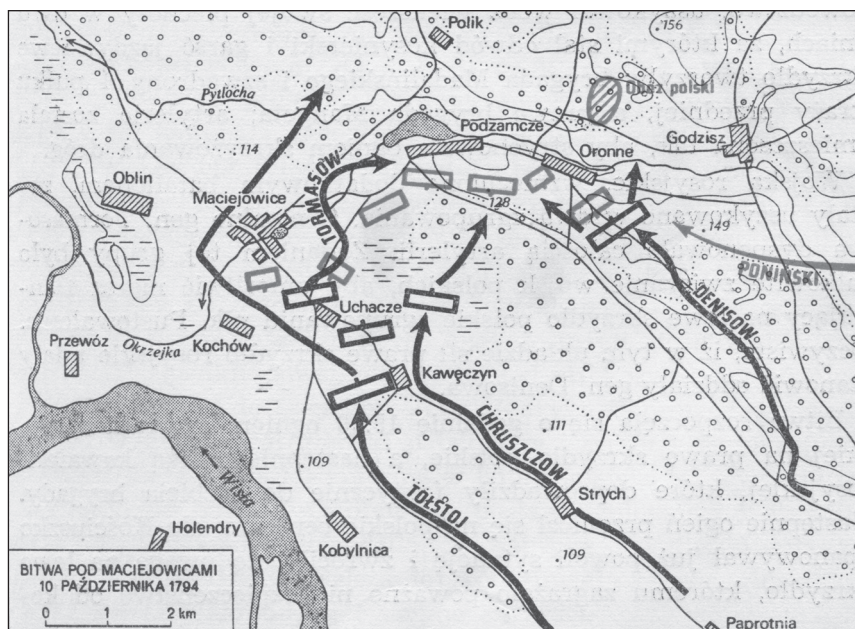 Polik
156
Pytlocha
Obóz polski
Podzamcze
Godzisz
114
Oronne
Oblin
Maciejowice
TORMASOW
128
149
PONIŃSKI
DENISOW
Uchacze
Przewóz
Okrzejka
Kochów
Kawęczyn
CHRUSZCZOW
111
109
Wisła
TOŁSTOJ
Strych
Holendry
Kobylnica
109
BITWA POD MACIEJOWICAMI
10 PAŹDZIERNIKA 1794
0 1 2 km
Paprotnia